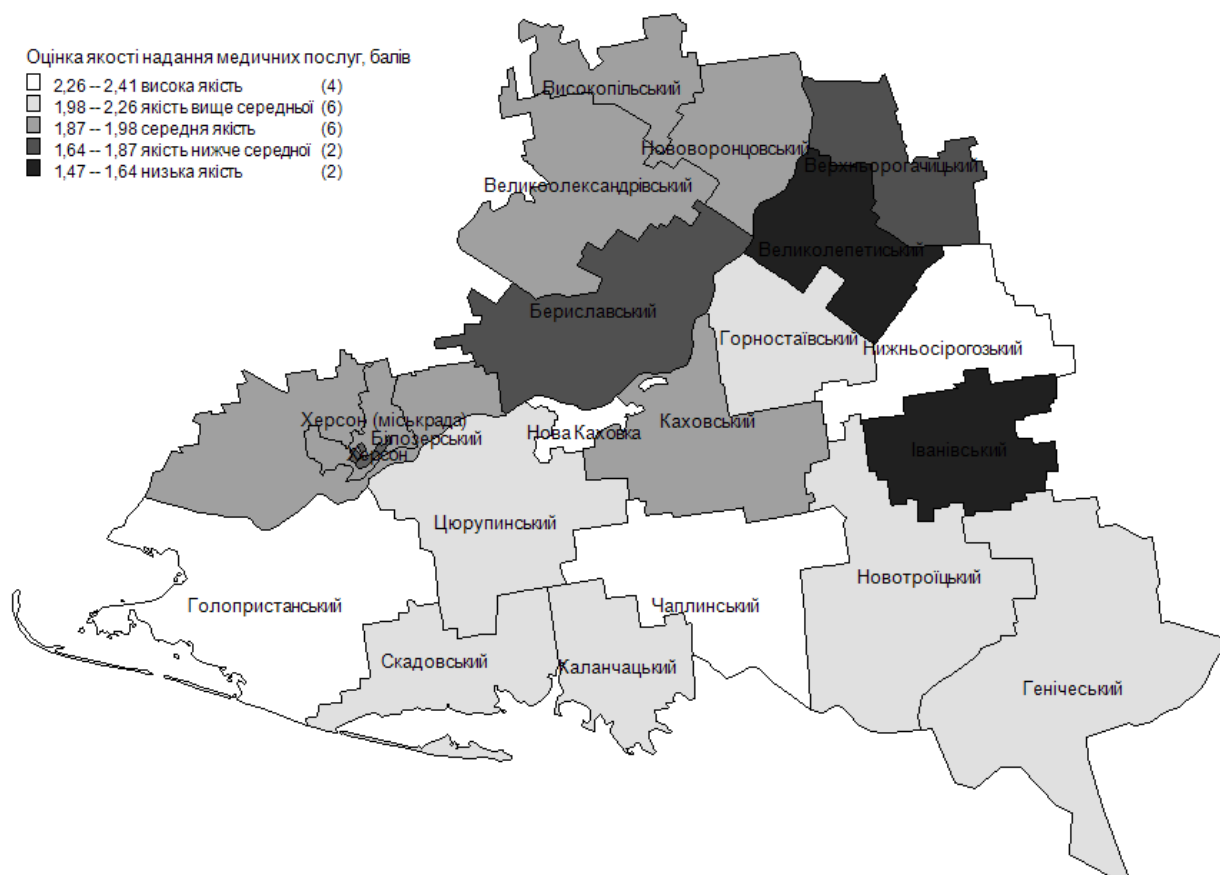 Оцінка якості надання медичних послуг, балів
2,26 -- 2,41 висока якість (4)
1,98 -- 2,26 якість вище середньої (6)
1,87 -- 1,98 середня якість (6)
1,64 -- 1,87 якість нижче середної (2)
1,47 -- 1,64 низька якість (2)
Високопільський
Нововоронцовський
Верхньорогачицький
Великоолександрівський
Великолепетиський
Бериславський
Горностаївський
Нижньосірогозький
Херсон (міськрада)
Білозерський
Херсон
Нова Каховка
Каховський
Іванівський
Цюрупинський
Новотроїцький
Голопристанський
Чаплинський
Скадовський
Каланчацький
Генічеський